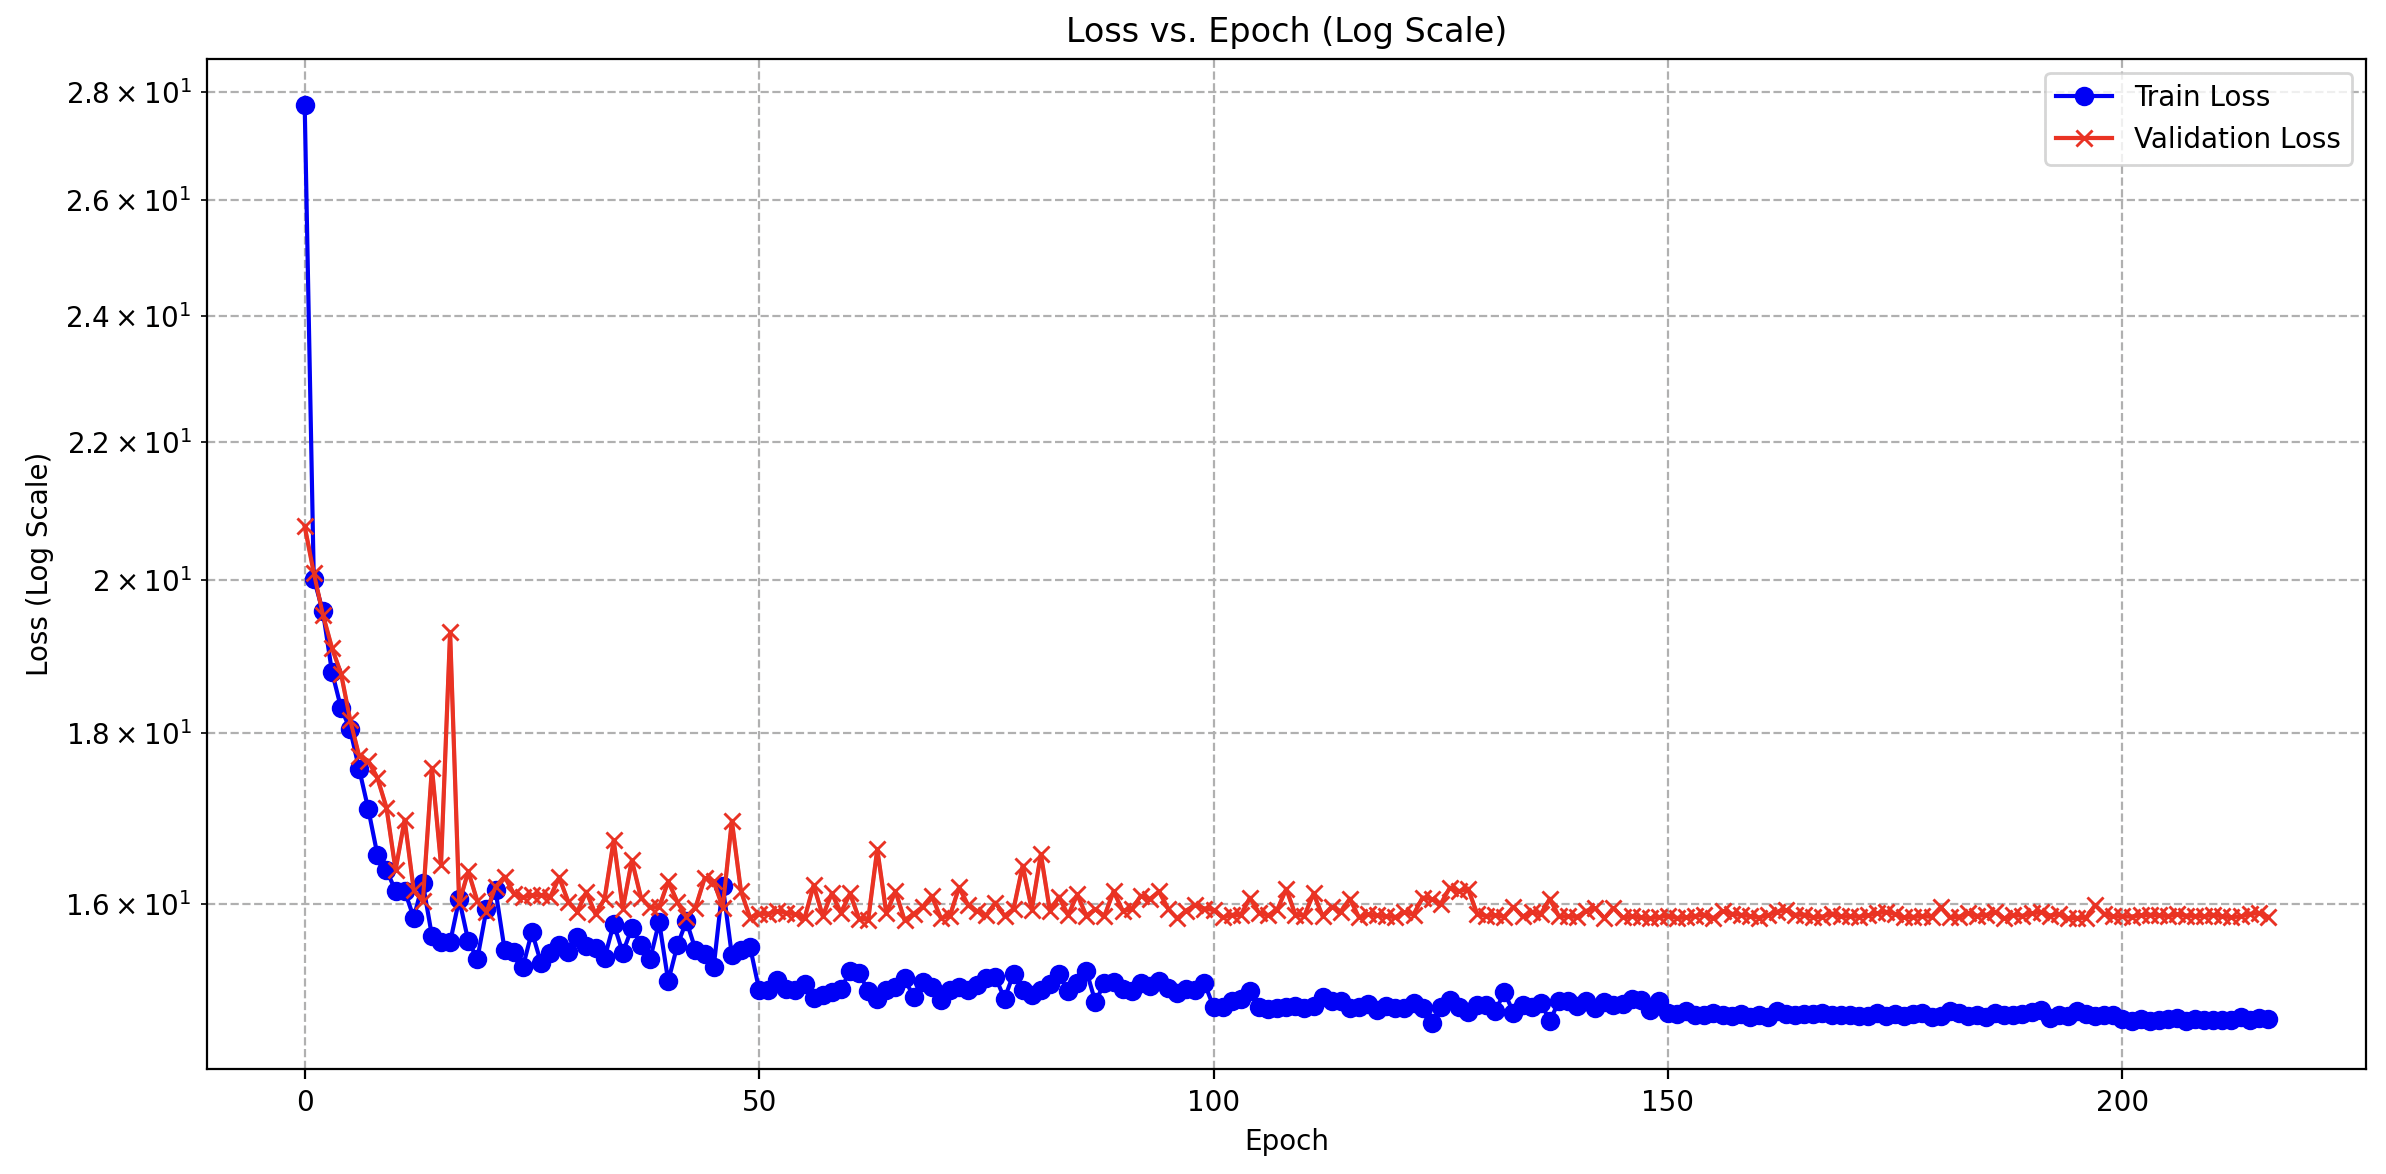 Loss vs. Epoch (Log Scale)
Train Loss
Validation Loss
2.8 × 10¹
2.6 × 10¹
2.4 × 10¹
2.2 × 10¹
2 × 10¹
1.8 × 10¹
1.6 × 10¹
Loss (Log Scale)
0 50 100 150 200
Epoch